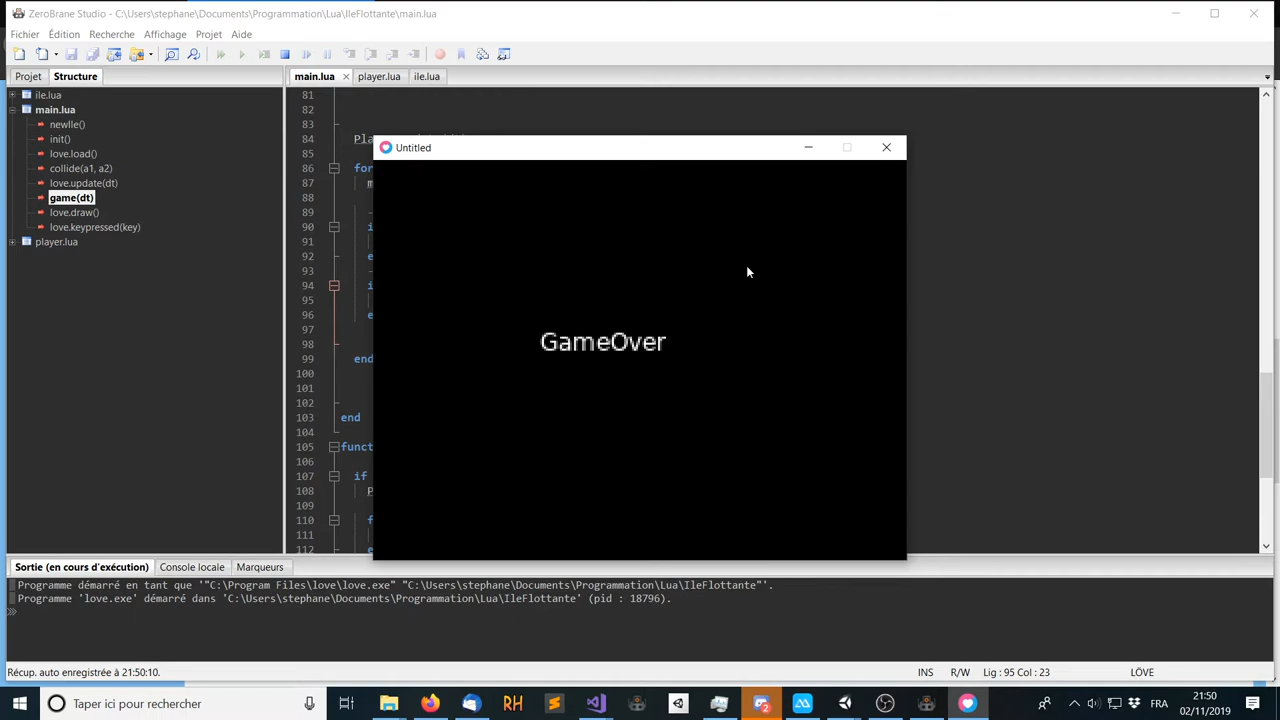 ZeroBrane Studio - C:\Users\stephane\Documents\Programmation\Lua\IleFlottante\main.lua
Fichier Édition Recherche Affichage Projet Aide
Projet Structure
main.lua player.lua ile.lua
ile.lua
main.lua
newIle()
init()
love.load()
collide(a1, a2)
love.update(dt)
game(dt)
love.draw()
love.keypressed(key)
player.lua
81
82
83
84
85
86 for
87
88
89
90
91
92
93
94
95
96
97
98
99 end
100
101
102
103 end
104
105 funct
106
107 if
108
109
110
111
112
Untitled
GameOver
Sortie (en cours d'exécution) Console locale Marqueurs
Programme démarré en tant que '"C:\Program Files\love\love.exe" "C:\Users\stephane\Documents\Programmation\Lua\IleFlottante"'.
Programme 'love.exe' démarré dans 'C:\Users\stephane\Documents\Programmation\Lua\IleFlottante' (pid : 18796).
Récup. auto enregistrée à 21:50:10. INS R/W Lig : 95 Col : 23 LÖVE
Taper ici pour rechercher
RH
FR
21:50
02/11/2019